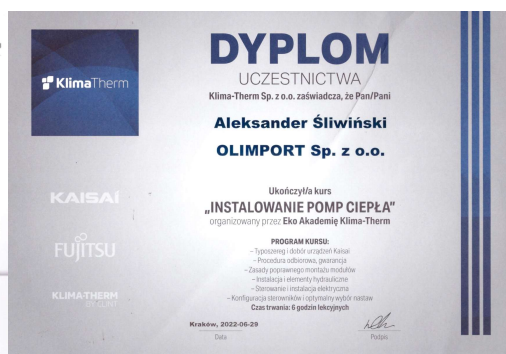 KlimaTherm
DYPLOM
UCZESTNICTWA
Klima-Therm Sp. z o.o. zaświadcza, że Pan/Pani
Aleksander Śliwiński
OLIMPORT Sp. z o.o.
Ukończył/a kurs
„INSTALOWANIE POMP CIEPŁA"
organizowany przez Eko Akademię Klima-Therm
PROGRAM KURSU:
– Typoszereg i dobór urządzeń Kaisai
– Procedura odbiorowa, gwarancja
– Zasady poprawnego montażu modułów
– Instalacja i elementy hydrauliczne
– Sterowanie i instalacja elektryczna
– Konfiguracja sterowników i optymalny wybór nastaw
Czas trwania: 6 godzin lekcyjnych
Kraków, 2022-06-29
Data
Podpis
KAISAI
FUJITSU
KLIMA-THERM